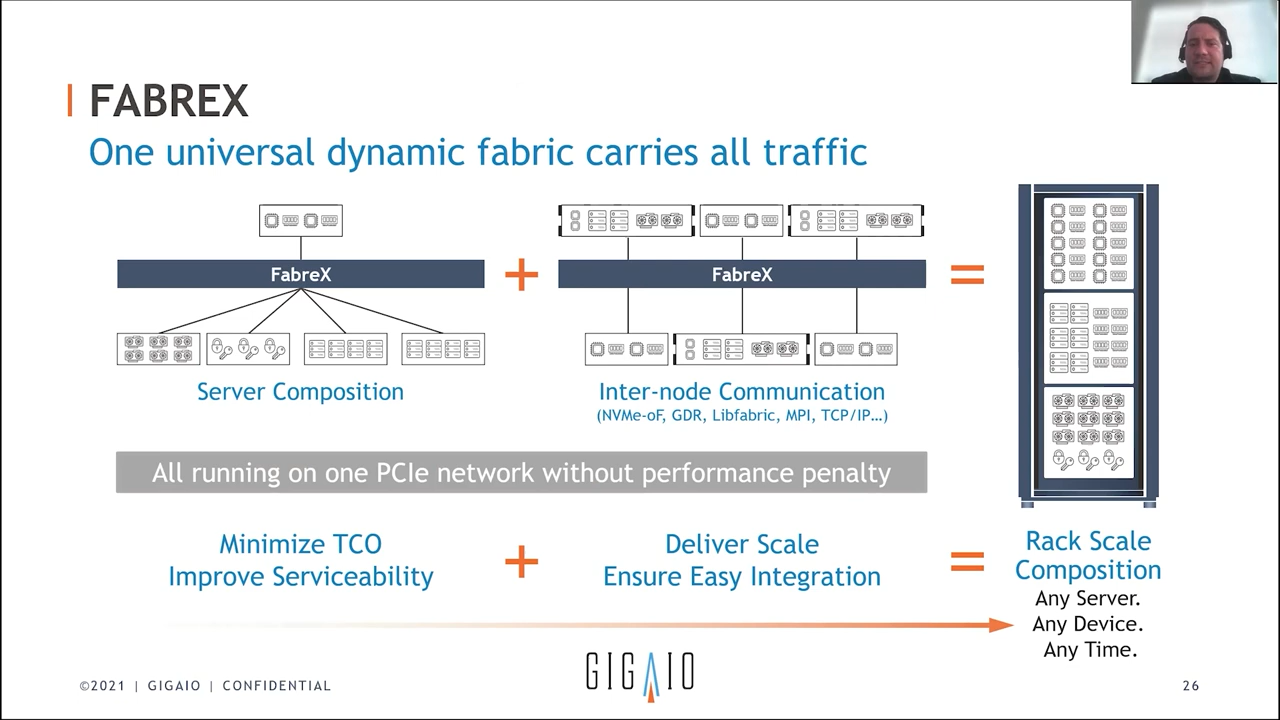 FABREX
One universal dynamic fabric carries all traffic
FabreX
+
FabreX
=
Server Composition
Inter-node Communication
(NVMe-oF, GDR, Libfabric, MPI, TCP/IP…)
All running on one PCIe network without performance penalty
Minimize TCO
Improve Serviceability
+
Deliver Scale
Ensure Easy Integration
=
Rack Scale
Composition
Any Server.
Any Device.
Any Time.
©2021 | GIGAIO | CONFIDENTIAL
GIGAIO
26